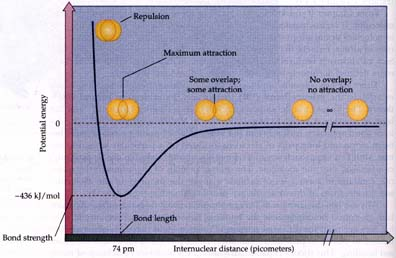 Repulsion
Maximum attraction
Some overlap;
some attraction
No overlap;
no attraction
∞
Potential energy
0
−436 kJ/mol
Bond length
Bond strength
74 pm
Internuclear distance (picometers)